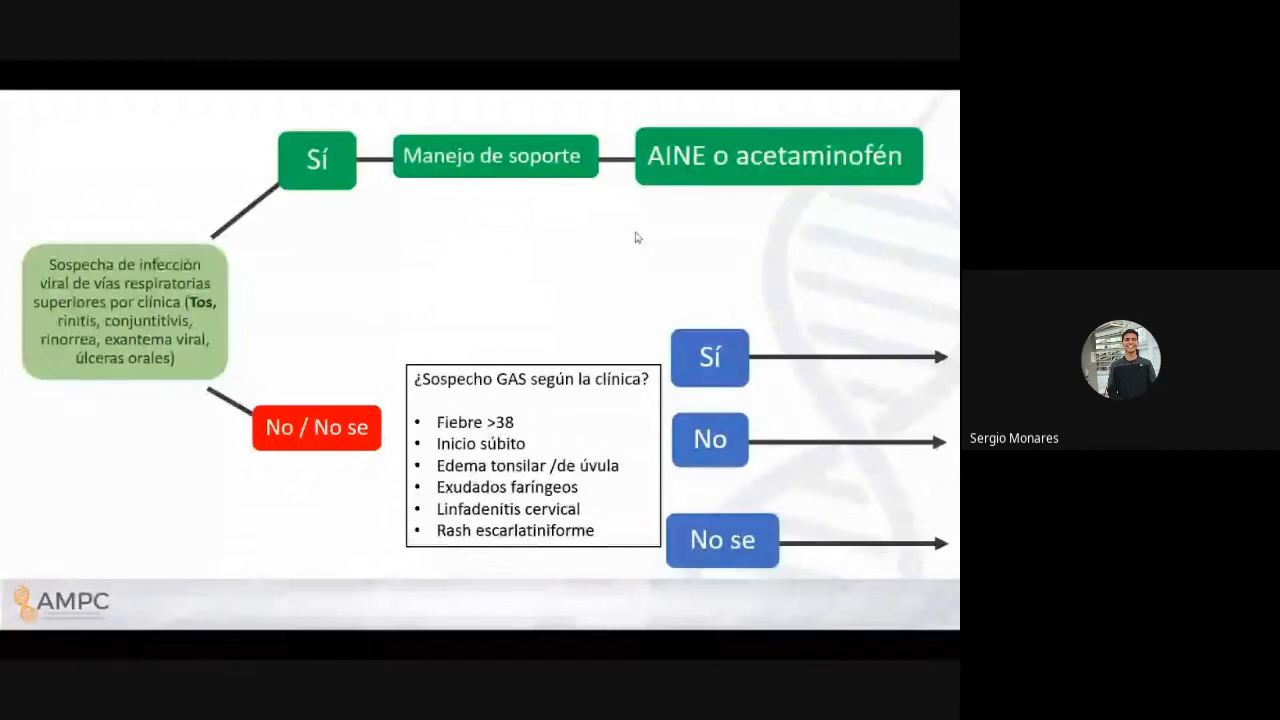 Sí
Manejo de soporte
AINE o acetaminofén
Sospecha de infección
viral de vías respiratorias
superiores por clínica (Tos,
rinitis, conjuntitivis,
rinorrea, exantema viral,
úlceras orales)
No / No se
¿Sospecho GAS según la clínica?
• Fiebre >38
• Inicio súbito
• Edema tonsilar /de úvula
• Exudados faríngeos
• Linfadenitis cervical
• Rash escarlatiniforme
Sí
No
No se
AMPC
Sergio Monares